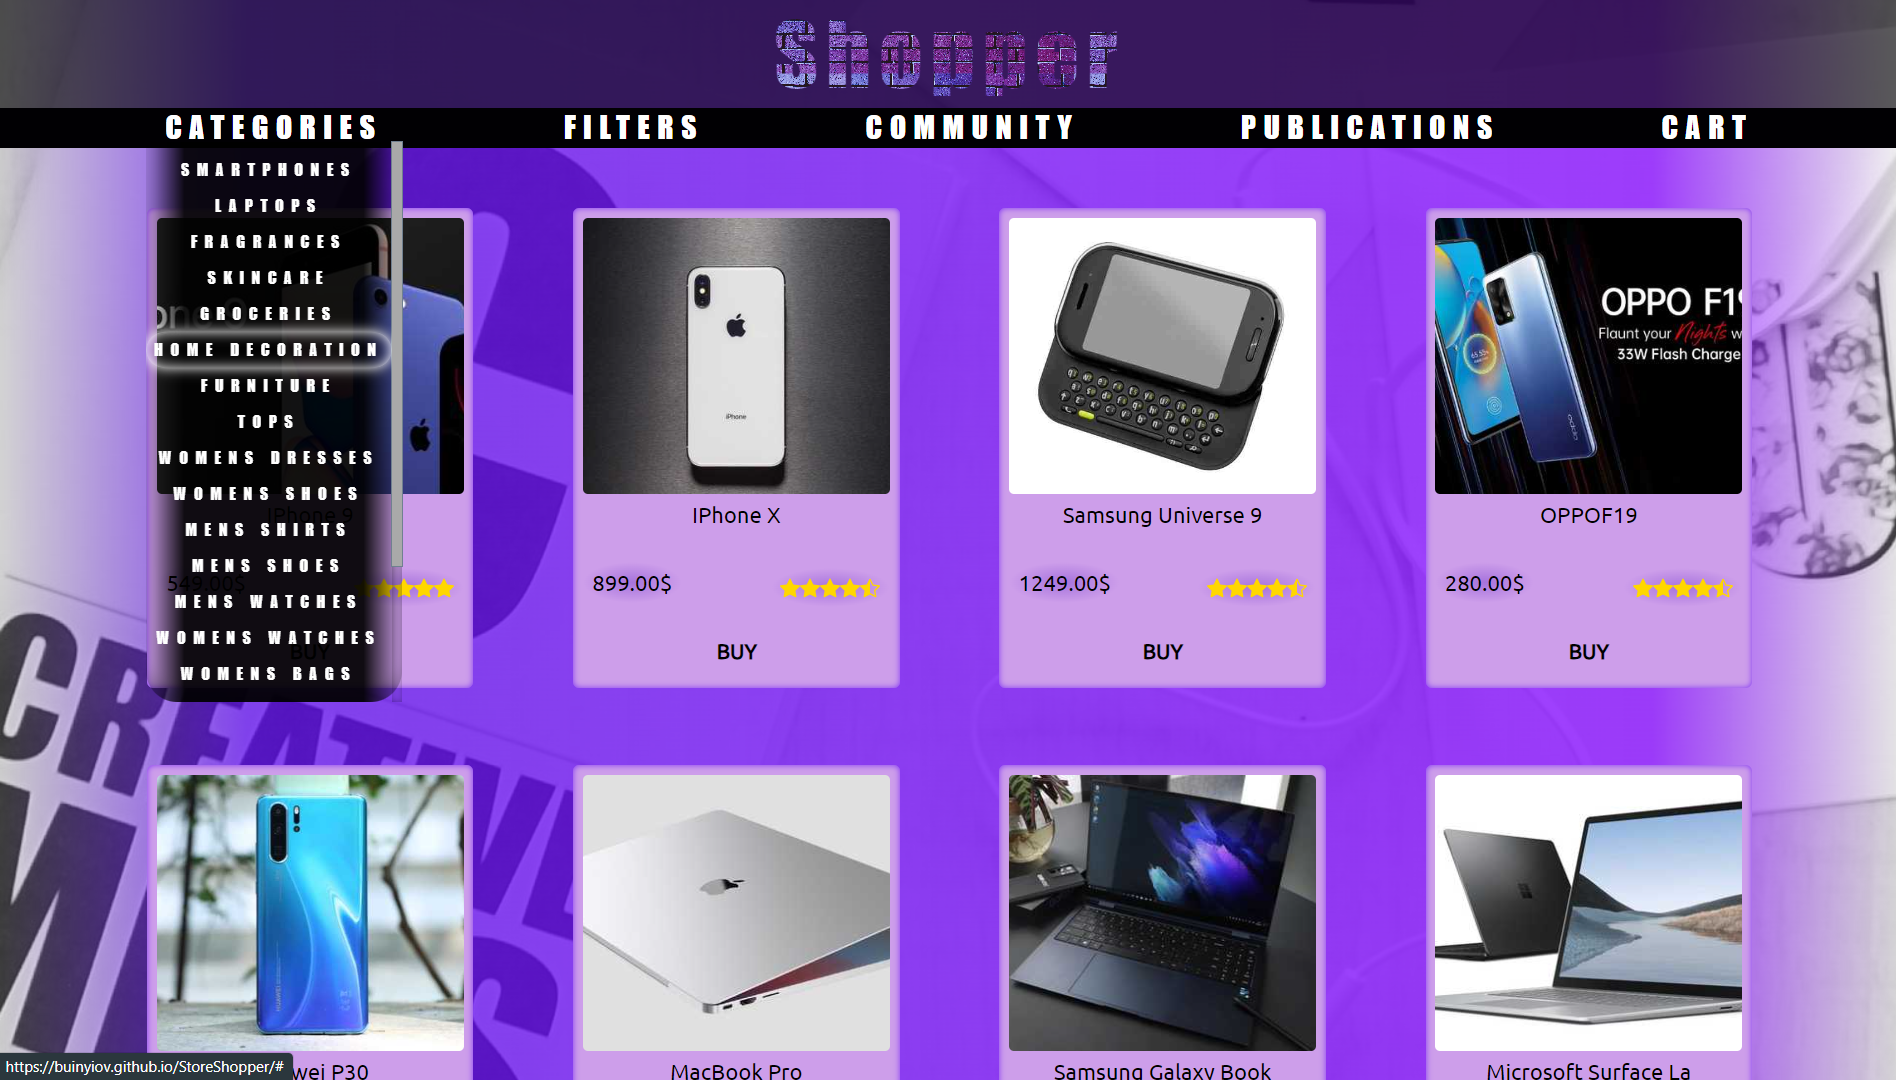 Shopper
CATEGORIES FILTERS COMMUNITY PUBLICATIONS CART
SMARTPHONES
LAPTOPS
FRAGRANCES
SKINCARE
GROCERIES
HOME DECORATION
FURNITURE
TOPS
WOMENS DRESSES
WOMENS SHOES
MENS SHIRTS
MENS SHOES
MENS WATCHES
WOMENS WATCHES
WOMENS BAGS
iPhone
OPPO F19
Flaunt your Nights w
33W Flash Charge
IPhone 9 IPhone X Samsung Universe 9 OPPOF19
549.00$ 899.00$ 1249.00$ 280.00$
BUY BUY BUY BUY
CREATIVE
wei P30 MacBook Pro Samsung Galaxy Book Microsoft Surface La
https://buinyiov.github.io/StoreShopper/#